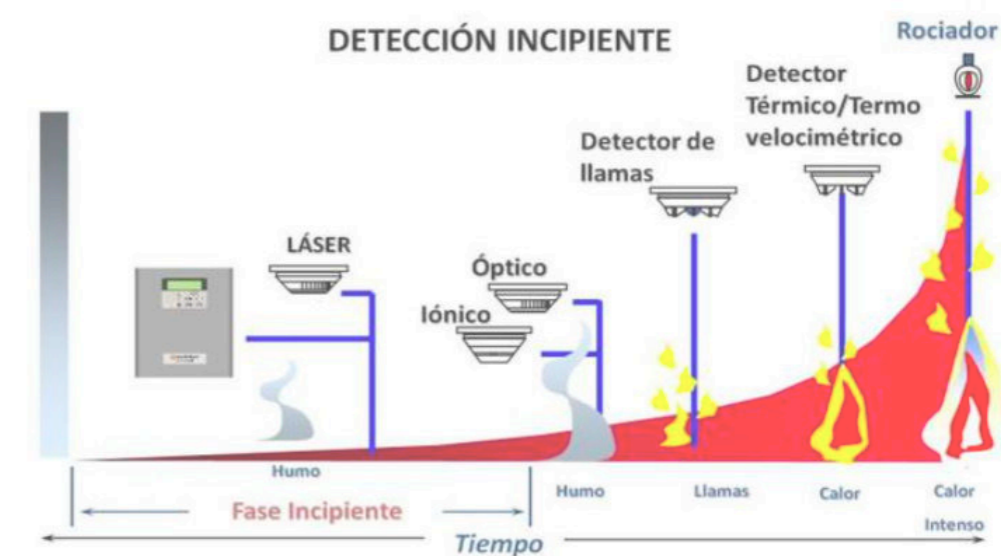 DETECCIÓN INCIPIENTE
Rociador
Detector
Térmico/Termo
velocimétrico
Detector de
llamas
LÁSER
Óptico
Iónico
Humo
Fase Incipiente
Humo
Llamas
Calor
Calor
Intenso
Tiempo